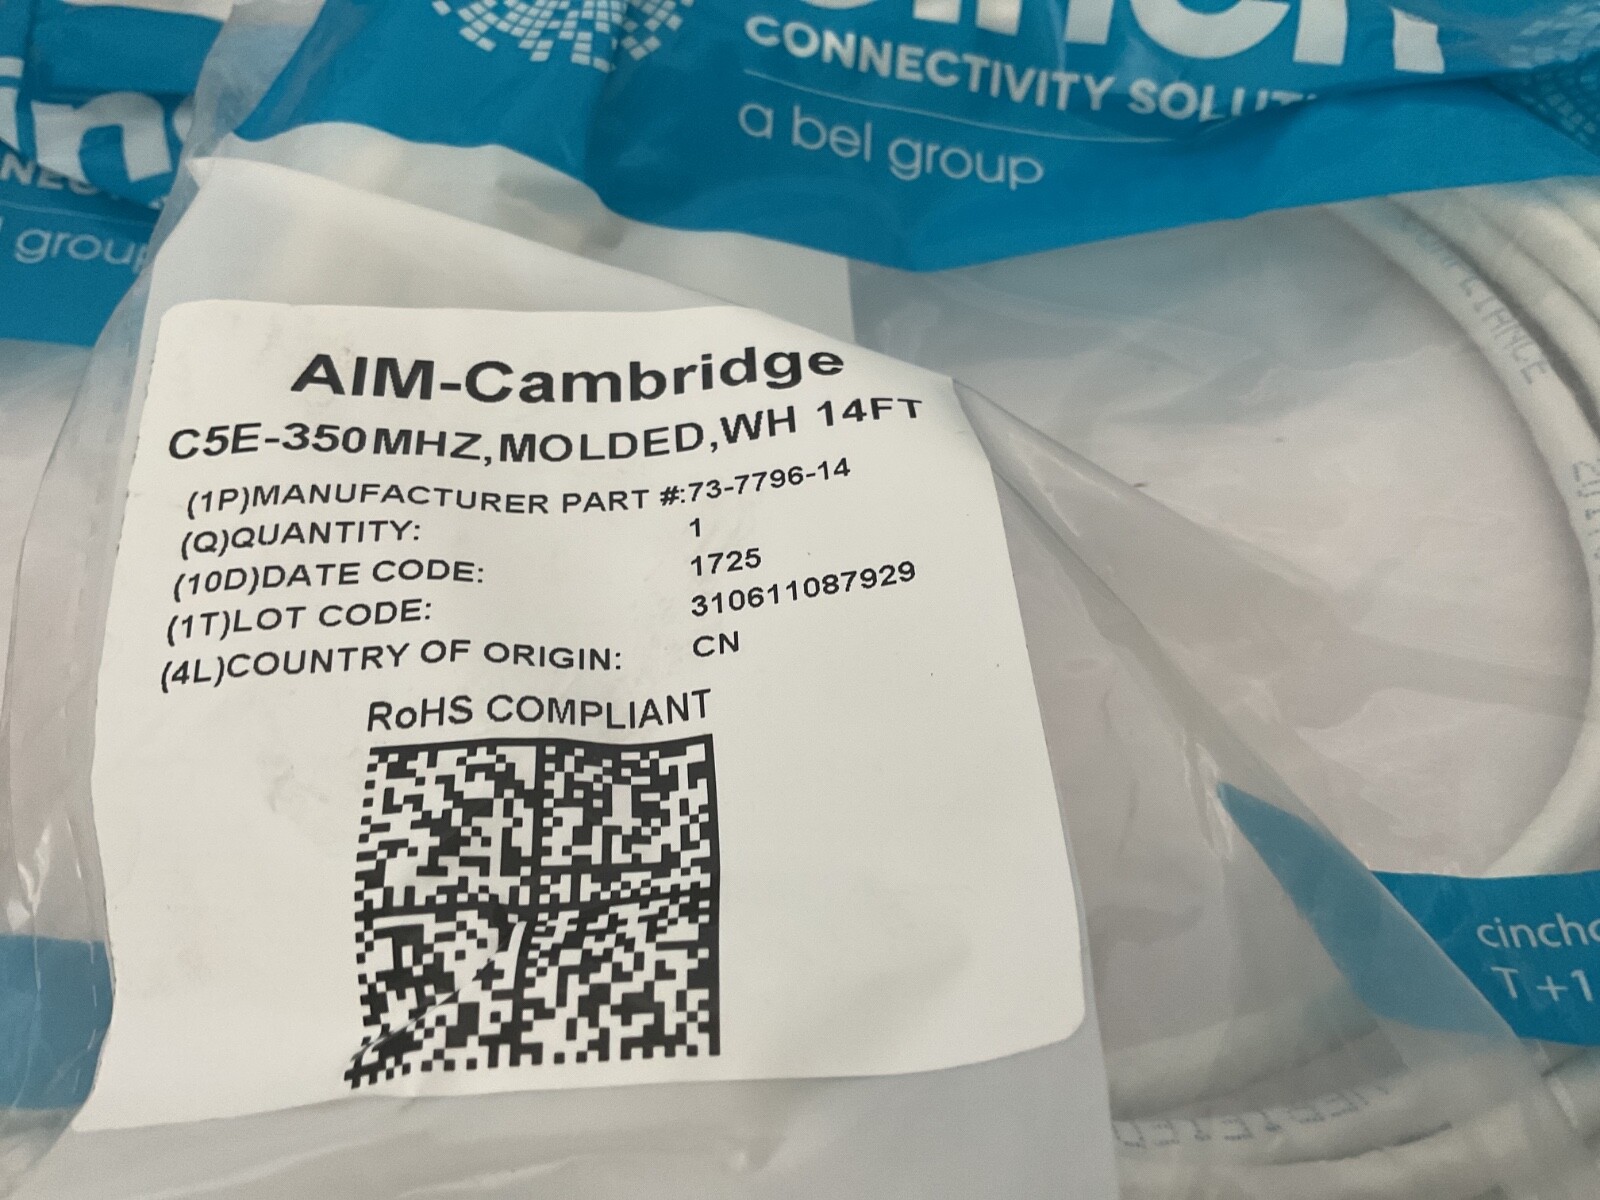 CONNECTIVITY
a bel group
group
AIM-Cambridge
C5E-350MHZ,MOLDED,WH 14FT
(1P)MANUFACTURER PART #:73-7796-14
(Q)QUANTITY: 1
(10D)DATE CODE: 1725
(1T)LOT CODE: 310611087929
(4L)COUNTRY OF ORIGIN: CN
RoHS COMPLIANT
T +1